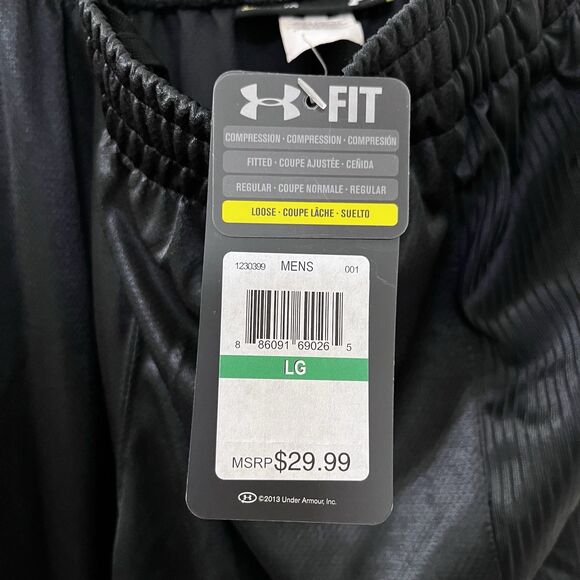 FIT
COMPRESSION · COMPRESSION · COMPRESIÓN
FITTED · COUPE AJUSTÉE · CEÑIDA
REGULAR · COUPE NORMALE · REGULAR
LOOSE · COUPE LÂCHE · SUELTO
1230399 MENS 001
8 86091 69026 5
LG
MSRP $29.99
©2013 Under Armour, Inc.